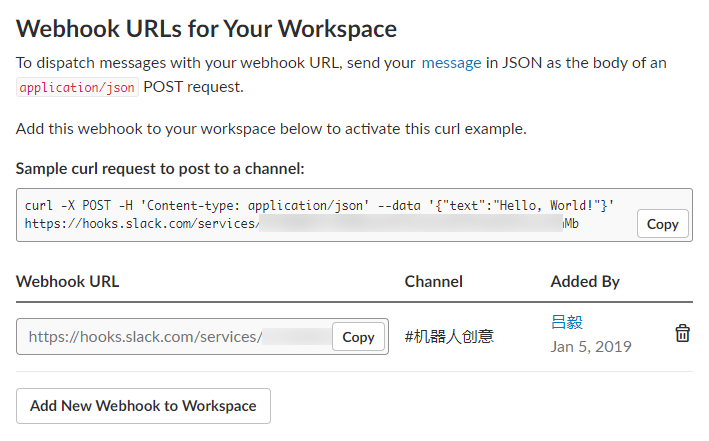 Webhook URLs for Your Workspace
To dispatch messages with your webhook URL, send your message in JSON as the body of an
application/json POST request.
Add this webhook to your workspace below to activate this curl example.
Sample curl request to post to a channel:
curl -X POST -H 'Content-type: application/json' --data '{"text":"Hello, World!"}'
https://hooks.slack.com/services/ Mb
Copy
Webhook URL Channel Added By
https://hooks.slack.com/services/ Copy #机器人创意 吕毅
Jan 5, 2019
Add New Webhook to Workspace